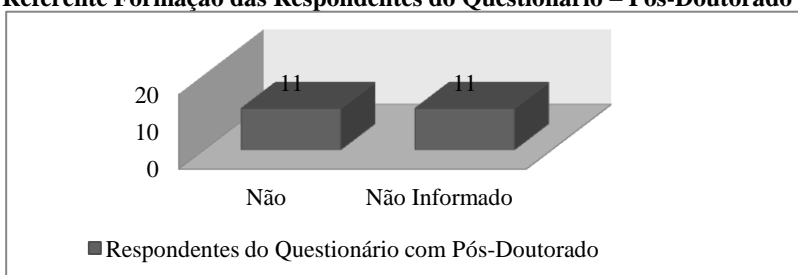 Referente Formação das Respondentes do Questionário – Pós-Doutorado
11 11
20
10
0
Não Não Informado
Respondentes do Questionário com Pós-Doutorado